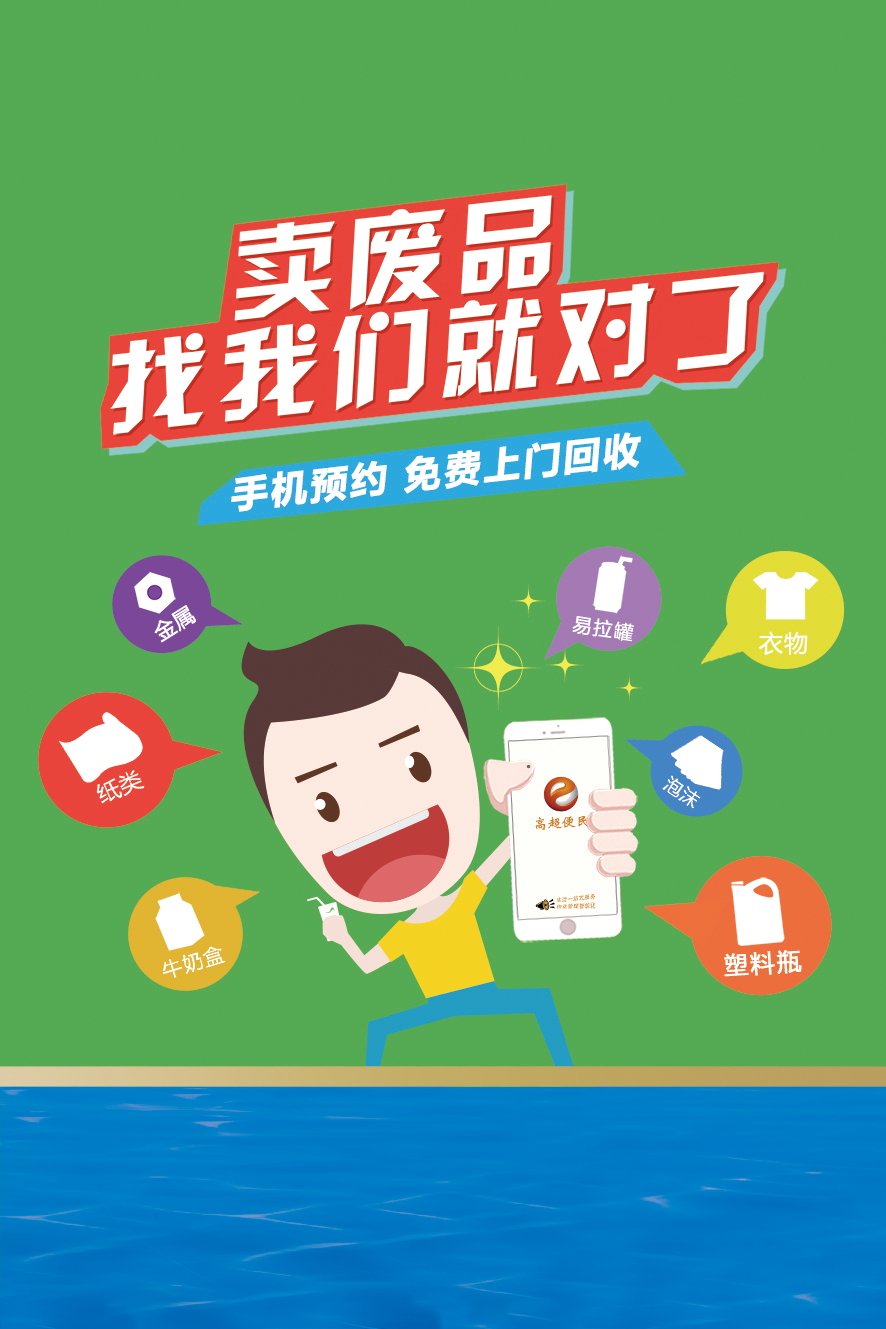 卖废品
找我们就对了
手机预约 免费上门回收
金属
易拉罐
衣物
纸类
泡沫
高超便民
牛奶盒
塑料瓶